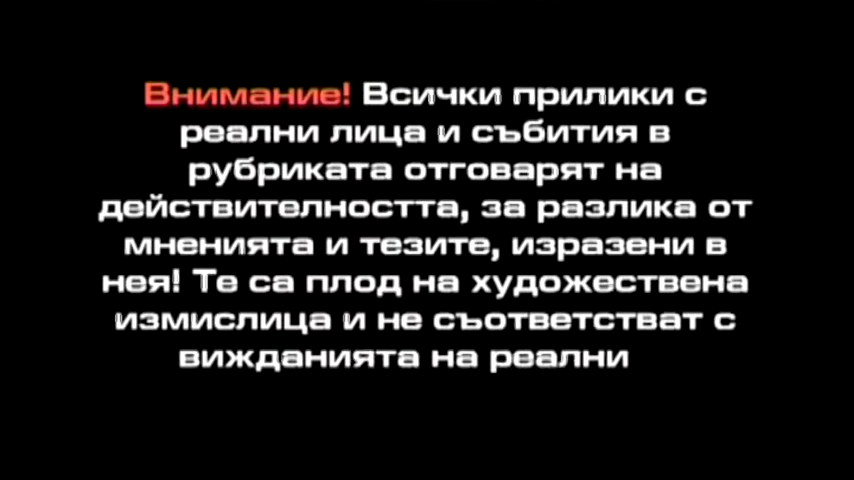 Внимание! Всички прилики с
реални лица и събития в
рубриката отговарят на
действителността, за разлика от
мненията и тезите, изразени в
нея! Те са плод на художествена
измислица и не съответстват с
вижданията на реални